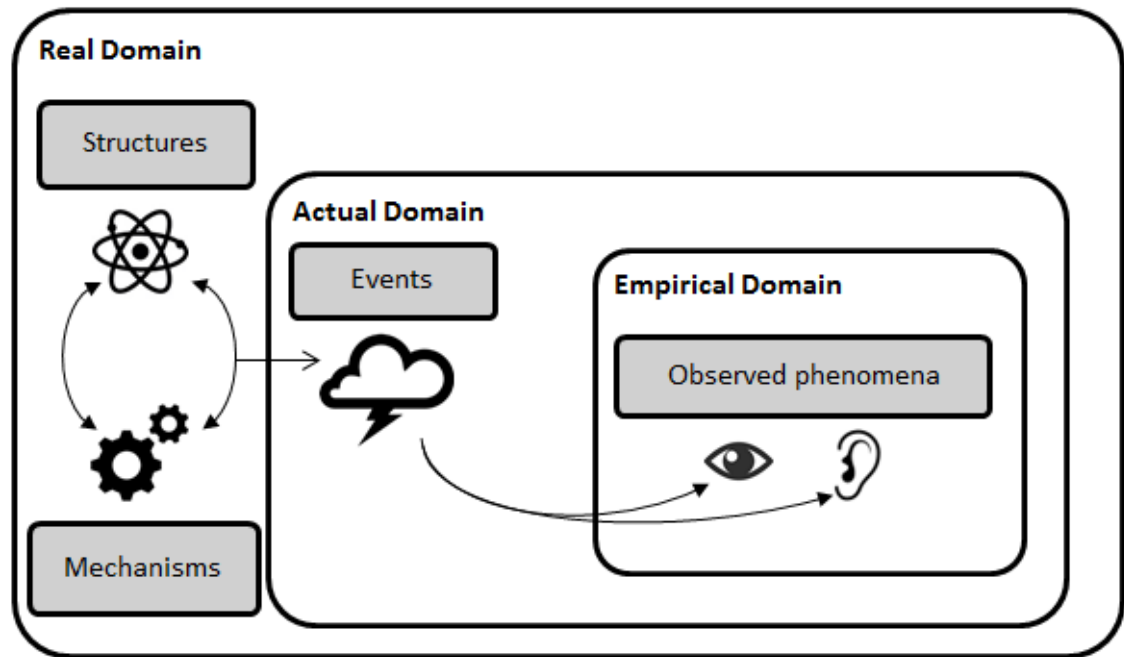 Real Domain
Structures
Actual Domain
Events
Empirical Domain
Observed phenomena
Mechanisms